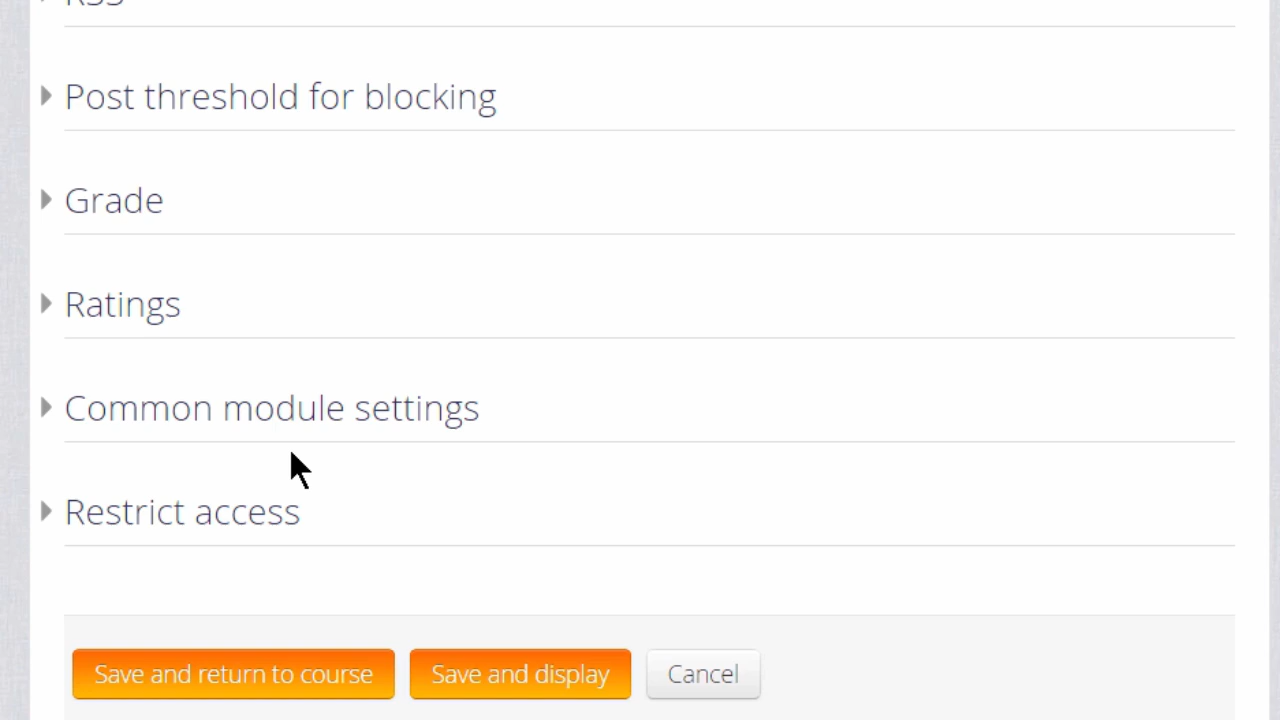 RSS
Post threshold for blocking
Grade
Ratings
Common module settings
Restrict access
Save and return to course
Save and display
Cancel